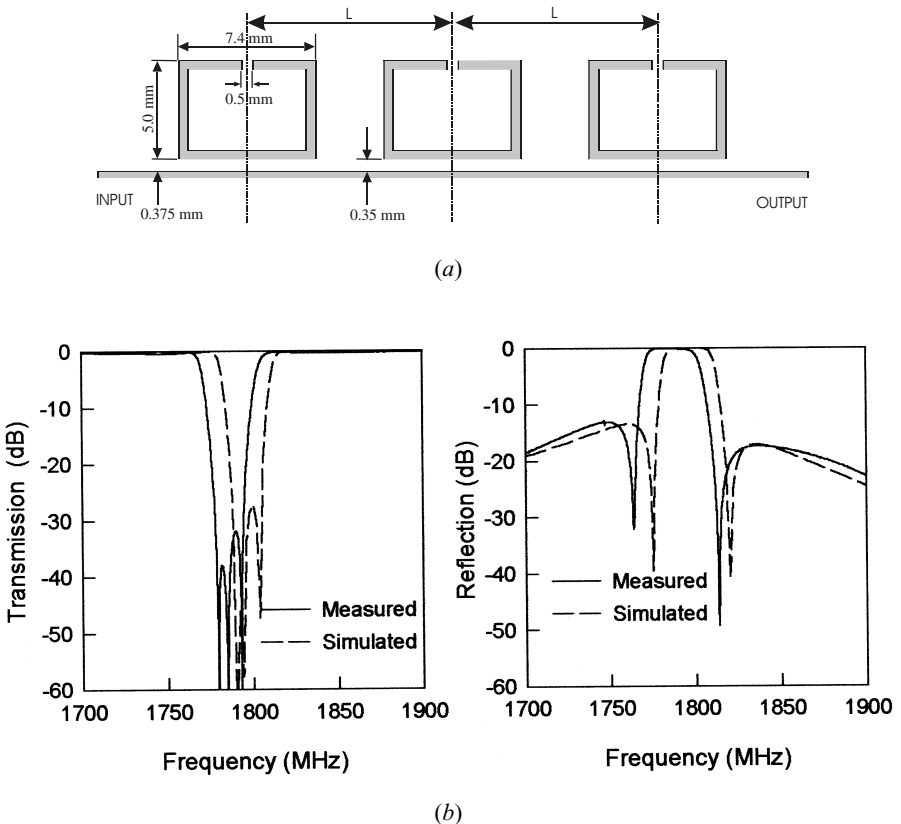 L L
7.4 mm
0.5 mm
5.0 mm
INPUT
0.375 mm
0.35 mm
OUTPUT
(a)
0
-10
-20
-30
-40
-50
-60
Transmission (dB)
Measured
Simulated
1700 1750 1800 1850 1900
Frequency (MHz)
0
-10
-20
-30
-40
-50
-60
Reflection (dB)
Measured
Simulated
1700 1750 1800 1850 1900
Frequency (MHz)
(b)